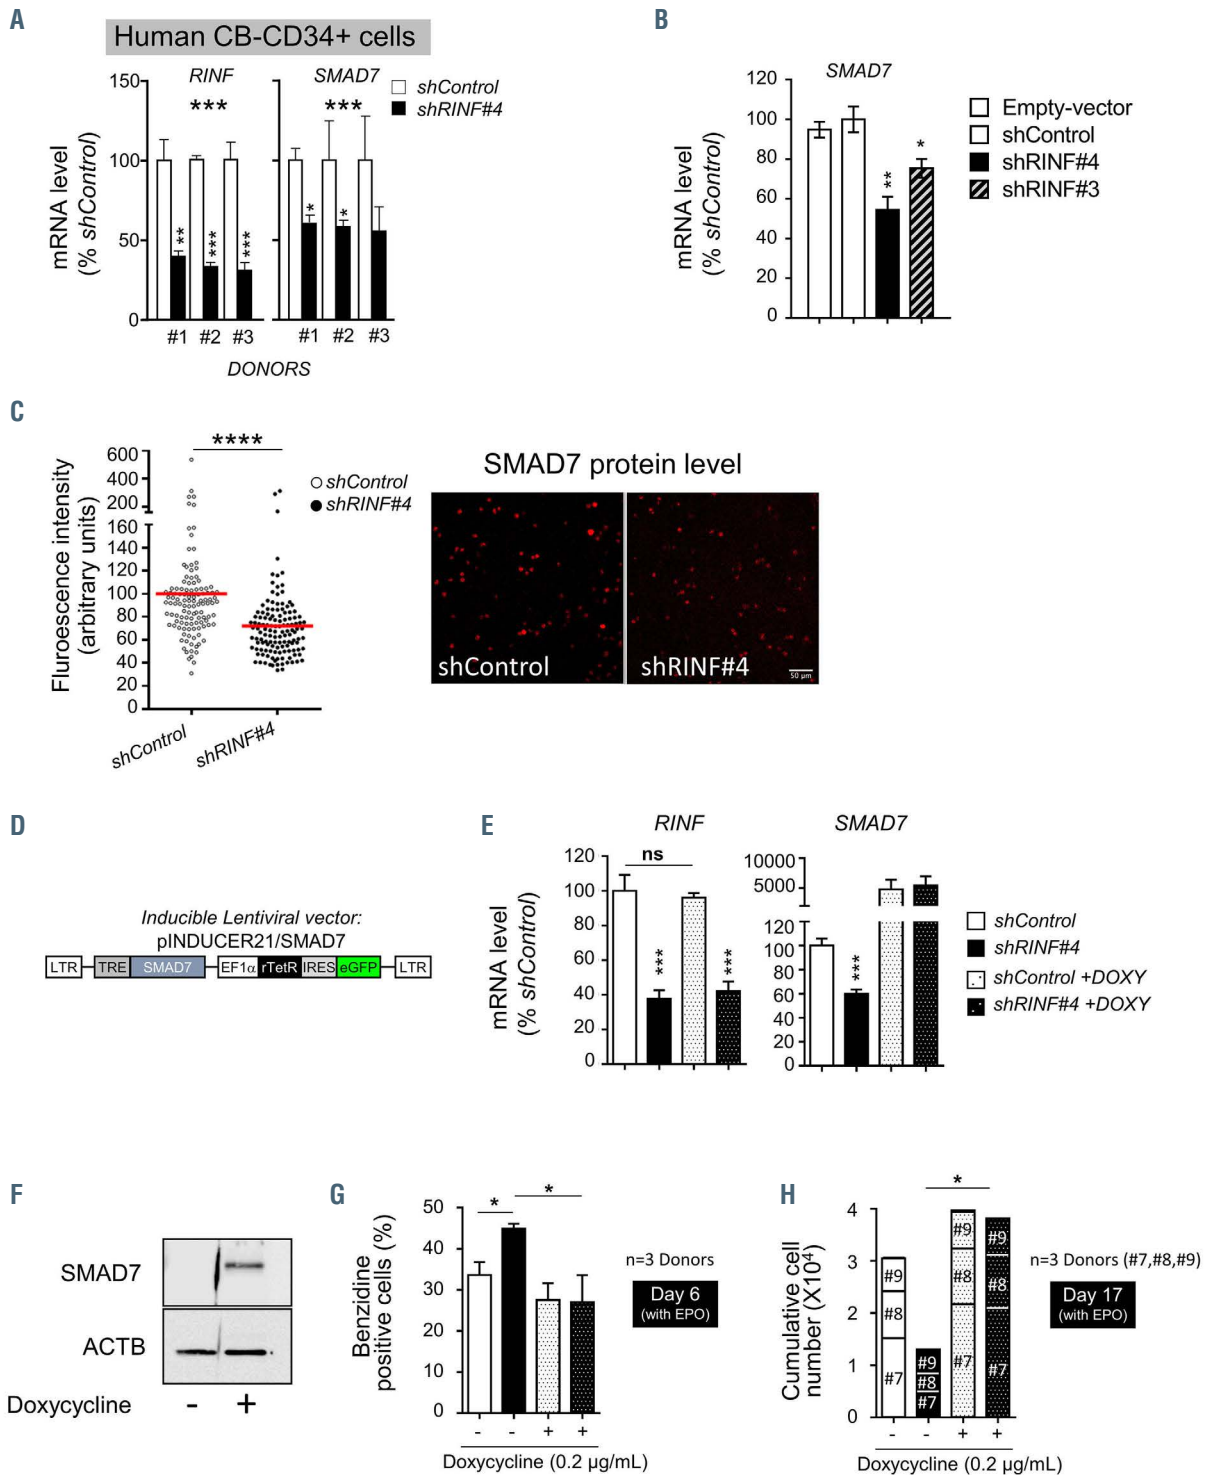 A
Human CB-CD34+ cells
RINF
SMAD7
shControl
shRINF#4
***
***
150
100
50
0
mRNA level
(% shControl)
** *** *** * *
#1 #2 #3 #1 #2 #3
DONORS
B
SMAD7
120
100
80
60
40
20
0
mRNA level
(% shControl)
**
*
Empty-vector
shControl
shRINF#4
shRINF#3
C
****
600
400
200
160
140
120
100
80
60
40
20
0
Fluroescence intensity
(arbitrary units)
shControl
shRINF#4
shControl shRINF#4
SMAD7 protein level
shControl
shRINF#4
50 µm
D
Inducible Lentiviral vector:
pINDUCER21/SMAD7
LTR TRE SMAD7 EF1α rTetR IRES eGFP LTR
E
RINF
SMAD7
ns
120
100
80
60
40
20
0
mRNA level
(% shControl)
*** ***
10000
5000
120
100
80
60
40
20
0
***
shControl
shRINF#4
shControl +DOXY
shRINF#4 +DOXY
F
SMAD7
ACTB
Doxycycline - +
G
50
40
30
20
10
0
Benzidine
positive cells (%)
* *
- - + +
Doxycycline (0.2 µg/mL)
n=3 Donors
Day 6
(with EPO)
H
*
4
3
2
1
0
Cumulative cell
number (X10⁴)
#9 #9 #9 #9
#8 #8 #8 #8
#7 #7 #7 #7
- - + +
Doxycycline (0.2 µg/mL)
n=3 Donors (#7,#8,#9)
Day 17
(with EPO)